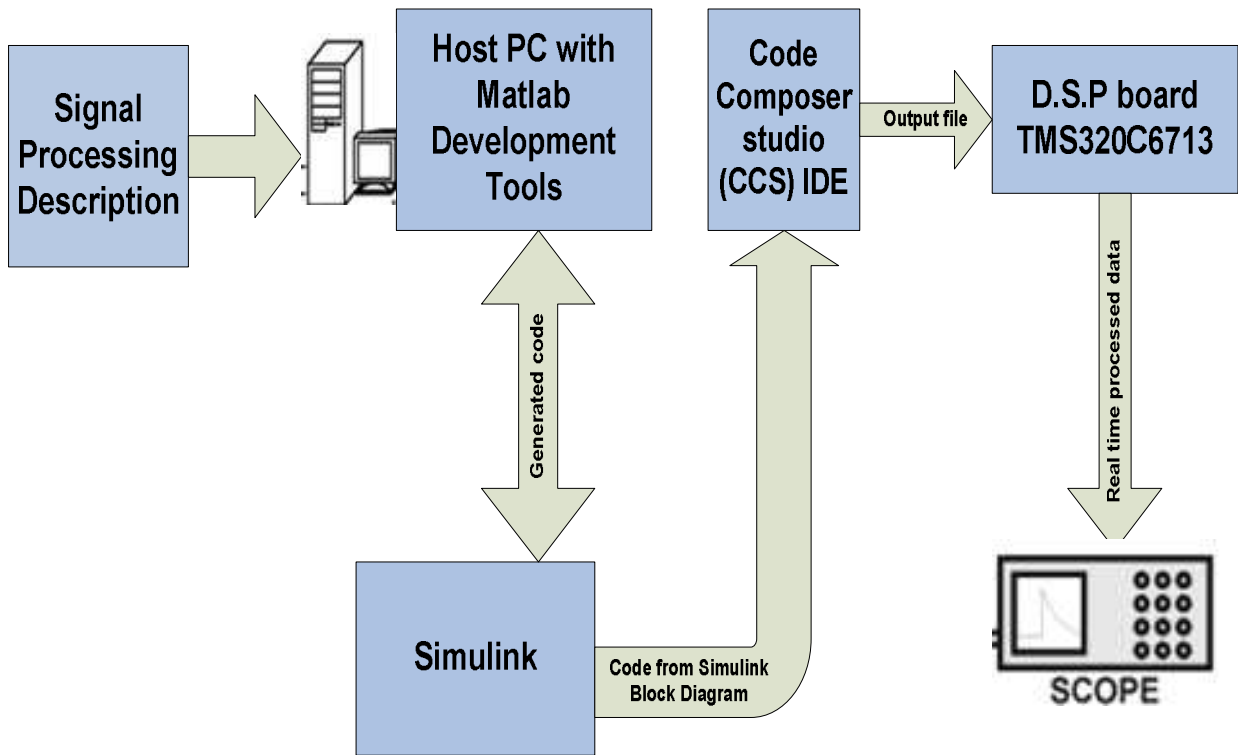 Signal
Processing
Description
Host PC with
Matlab
Development
Tools
Code
Composer
studio
(CCS) IDE
Output file
D.S.P board
TMS320C6713
Generated code
Real time processed data
Simulink
Code from Simulink
Block Diagram
SCOPE